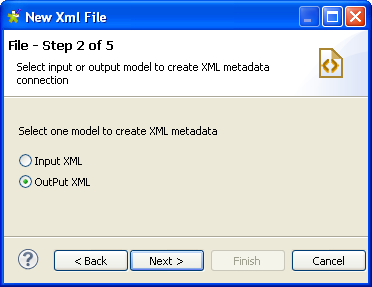 New Xml File
File - Step 2 of 5
Select input or output model to create XML metadata
connection
Select one model to create XML metadata
Input XML
OutPut XML
?
< Back
Next >
Finish
Cancel